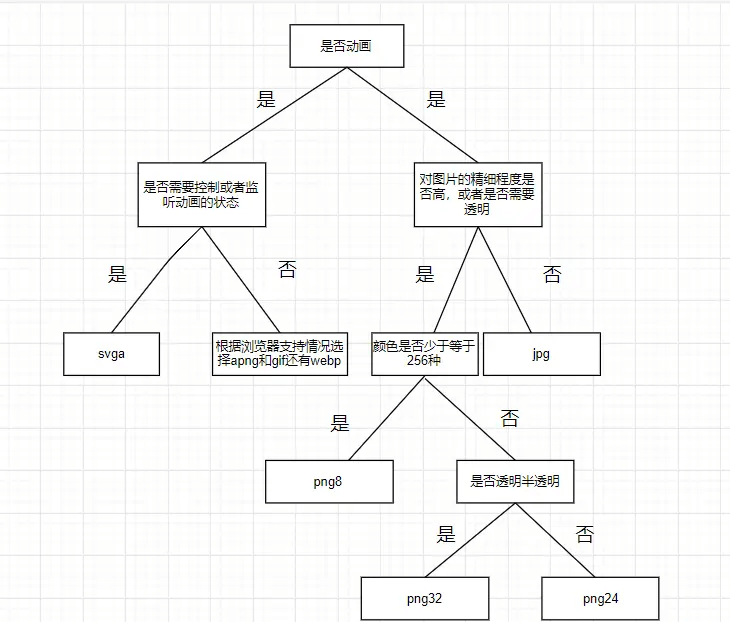 是否动画
是
是
是否需要控制或者监
听动画的状态
对图片的精细程度是
否高，或者是否需要
透明
是
否
是
否
svga
根据浏览器支持情况选
择apng和gif还有webp
颜色是否少于等于
256种
jpg
是
否
png8
是否透明半透明
是
否
png32
png24